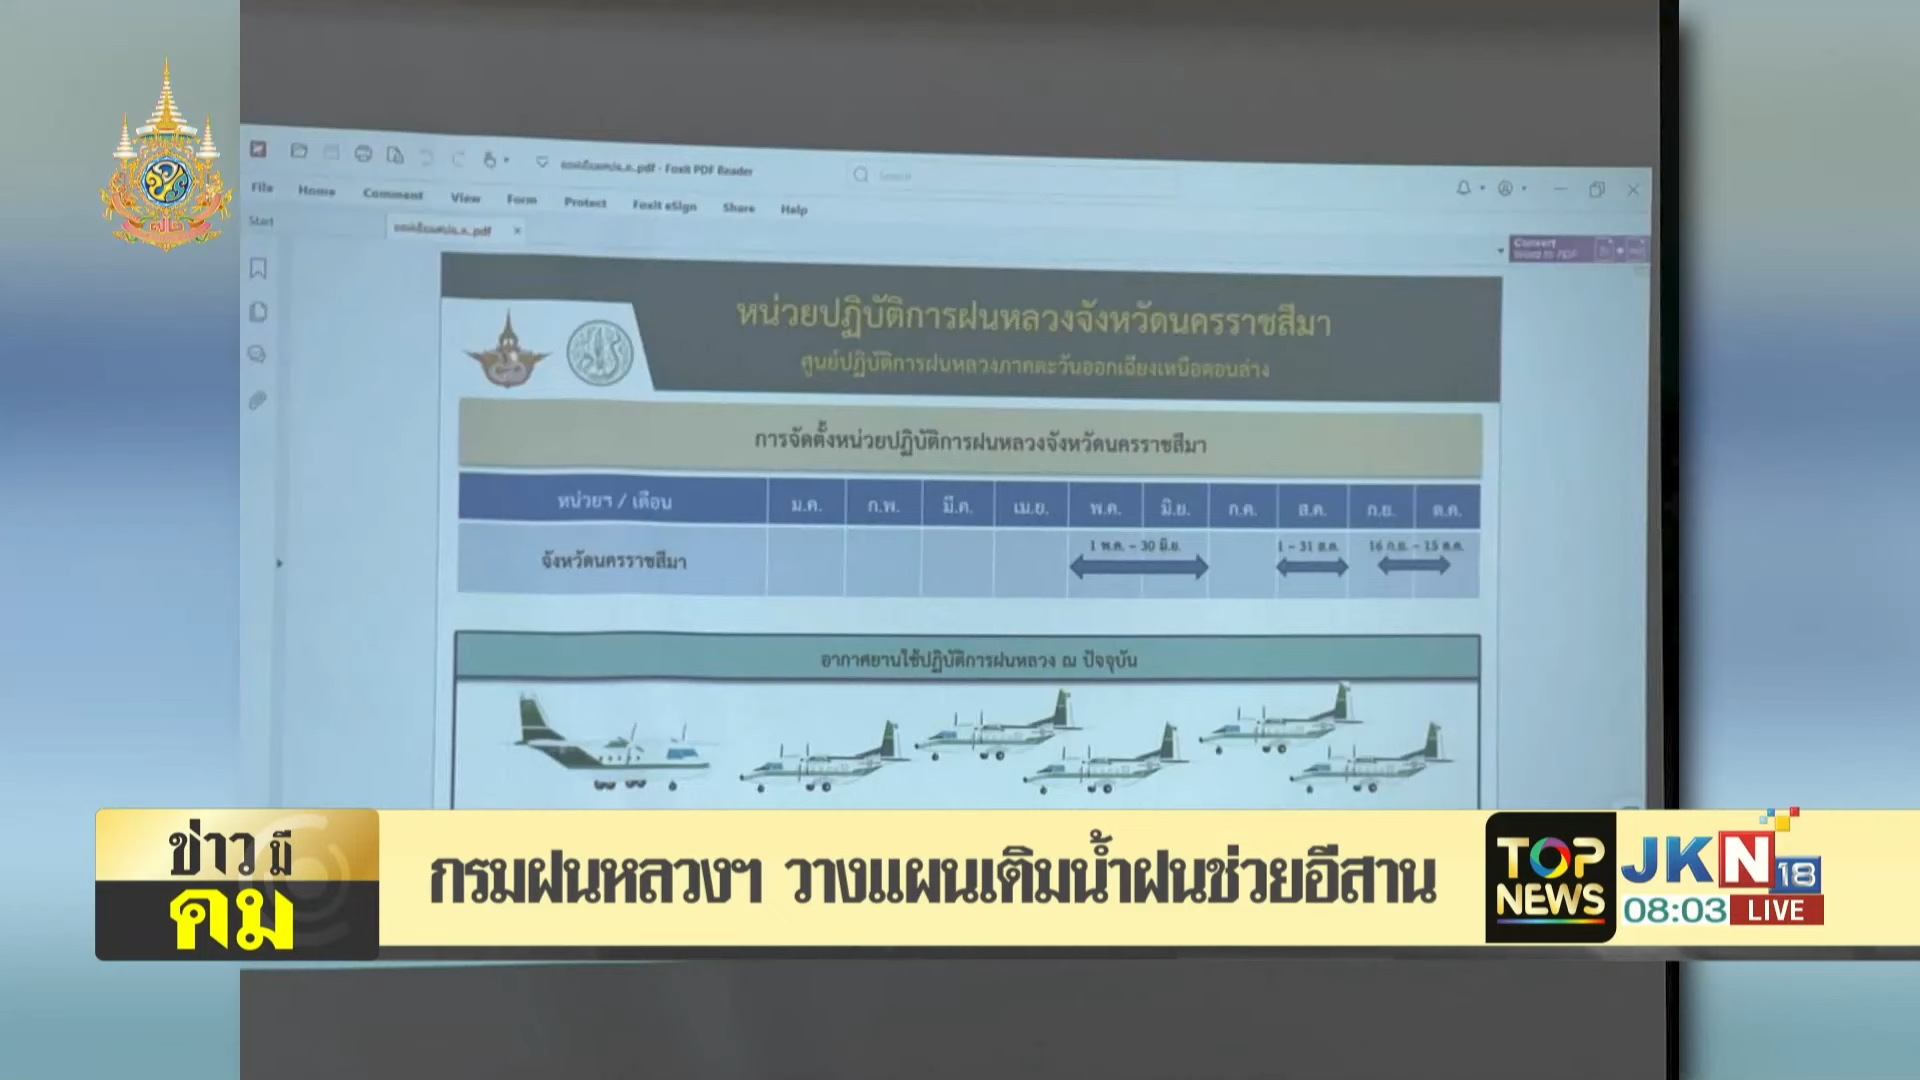 Foxit PDF Reader
Search
File Home Comment View Form Protect Foxit eSign Share Help
Start
.pdf
Convert
Word to PDF
หน่วยปฏิบัติการฝนหลวงจังหวัดนครราชสีมา
ศูนย์ปฏิบัติการฝนหลวงภาคตะวันออกเฉียงเหนือตอนล่าง
การจัดตั้งหน่วยปฏิบัติการฝนหลวงจังหวัดนครราชสีมา
หน่วยฯ / เดือน ม.ค. ก.พ. มี.ค. เม.ย. พ.ค. มิ.ย. ก.ค. ส.ค. ก.ย. ต.ค.
จังหวัดนครราชสีมา 1 พ.ค. - 30 มิ.ย. 1 - 31 ส.ค. 16 ก.ย. - 15 ต.ค.
อากาศยานใช้ปฏิบัติการฝนหลวง ณ ปัจจุบัน
ข่าวมี
คม
กรมฝนหลวงฯ วางแผนเติมน้ำฝนช่วยอีสาน
TOP
NEWS
JKN18
08:03 LIVE